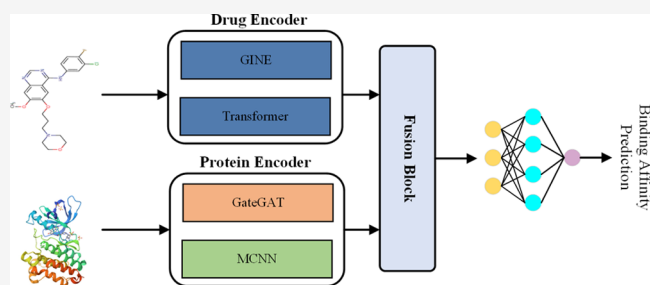 Drug Encoder
GINE
Transformer
Protein Encoder
GateGAT
MCNN
Fusion Block
Binding Affinity
Prediction